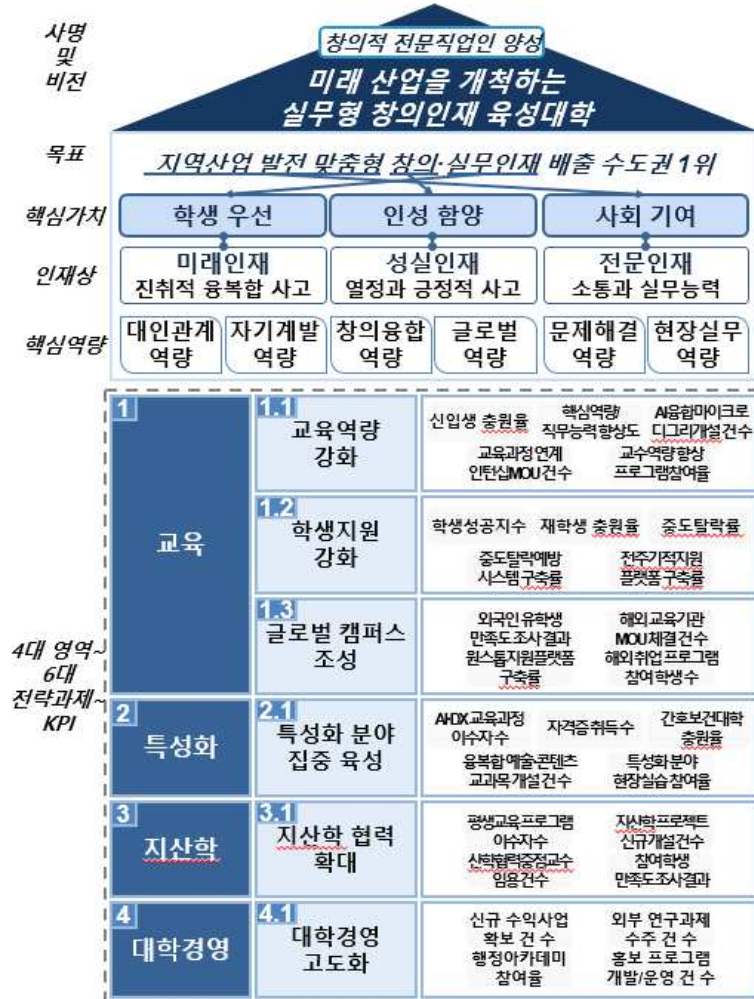 사명
및
비전
창의적 전문직업인 양성
미래 산업을 개척하는
실무형 창의인재 육성대학
목표
지역산업 발전 맞춤형 창의·실무인재 배출 수도권 1위
핵심가치
학생 우선
인성 함양
사회 기여
인재상
미래인재
진취적 융복합 사고
성실인재
열정과 긍정적 사고
전문인재
소통과 실무능력
핵심역량
대인관계
역량
자기계발
역량
창의융합
역량
글로벌
역량
문제해결
역량
현장실무
역량
4대 영역~
6대
전략과제~
KPI
1
교육
1.1
교육역량
강화
신입생 충원율
핵심역량/
직무능력 향상도
AI융합마이크로
디그리개설 건수
교육과정 연계
인턴십MOU 건수
교수역량 향상
프로그램참여율
1.2
학생지원
강화
학생성공지수
재학생 충원율
중도탈락률
중도탈락예방
시스템 구축률
전주기적지원
플랫폼 구축률
1.3
글로벌 캠퍼스
조성
외국인 유학생
만족도 조사 결과
원스톱지원플랫폼
구축률
해외 교육기관
MOU 체결 건수
해외 취업 프로그램
참여 학생 수
2
특성화
2.1
특성화 분야
집중 육성
AI·DX 교육과정
이수자 수
자격증 취득 수
간호보건대학
충원율
융복합 예술·콘텐츠
교과목 개설 건수
특성화 분야
현장실습 참여율
3
지산학
3.1
지산학 협력
확대
평생교육 프로그램
이수자수
산학협력중점교수
임용건수
지산학 프로젝트
신규개설건수
참여학생
만족도조사결과
4
대학경영
4.1
대학경영
고도화
신규 수익사업
확보 건 수
행정아카데미
참여율
외부 연구과제
수주 건 수
홍보 프로그램
개발/운영 건 수